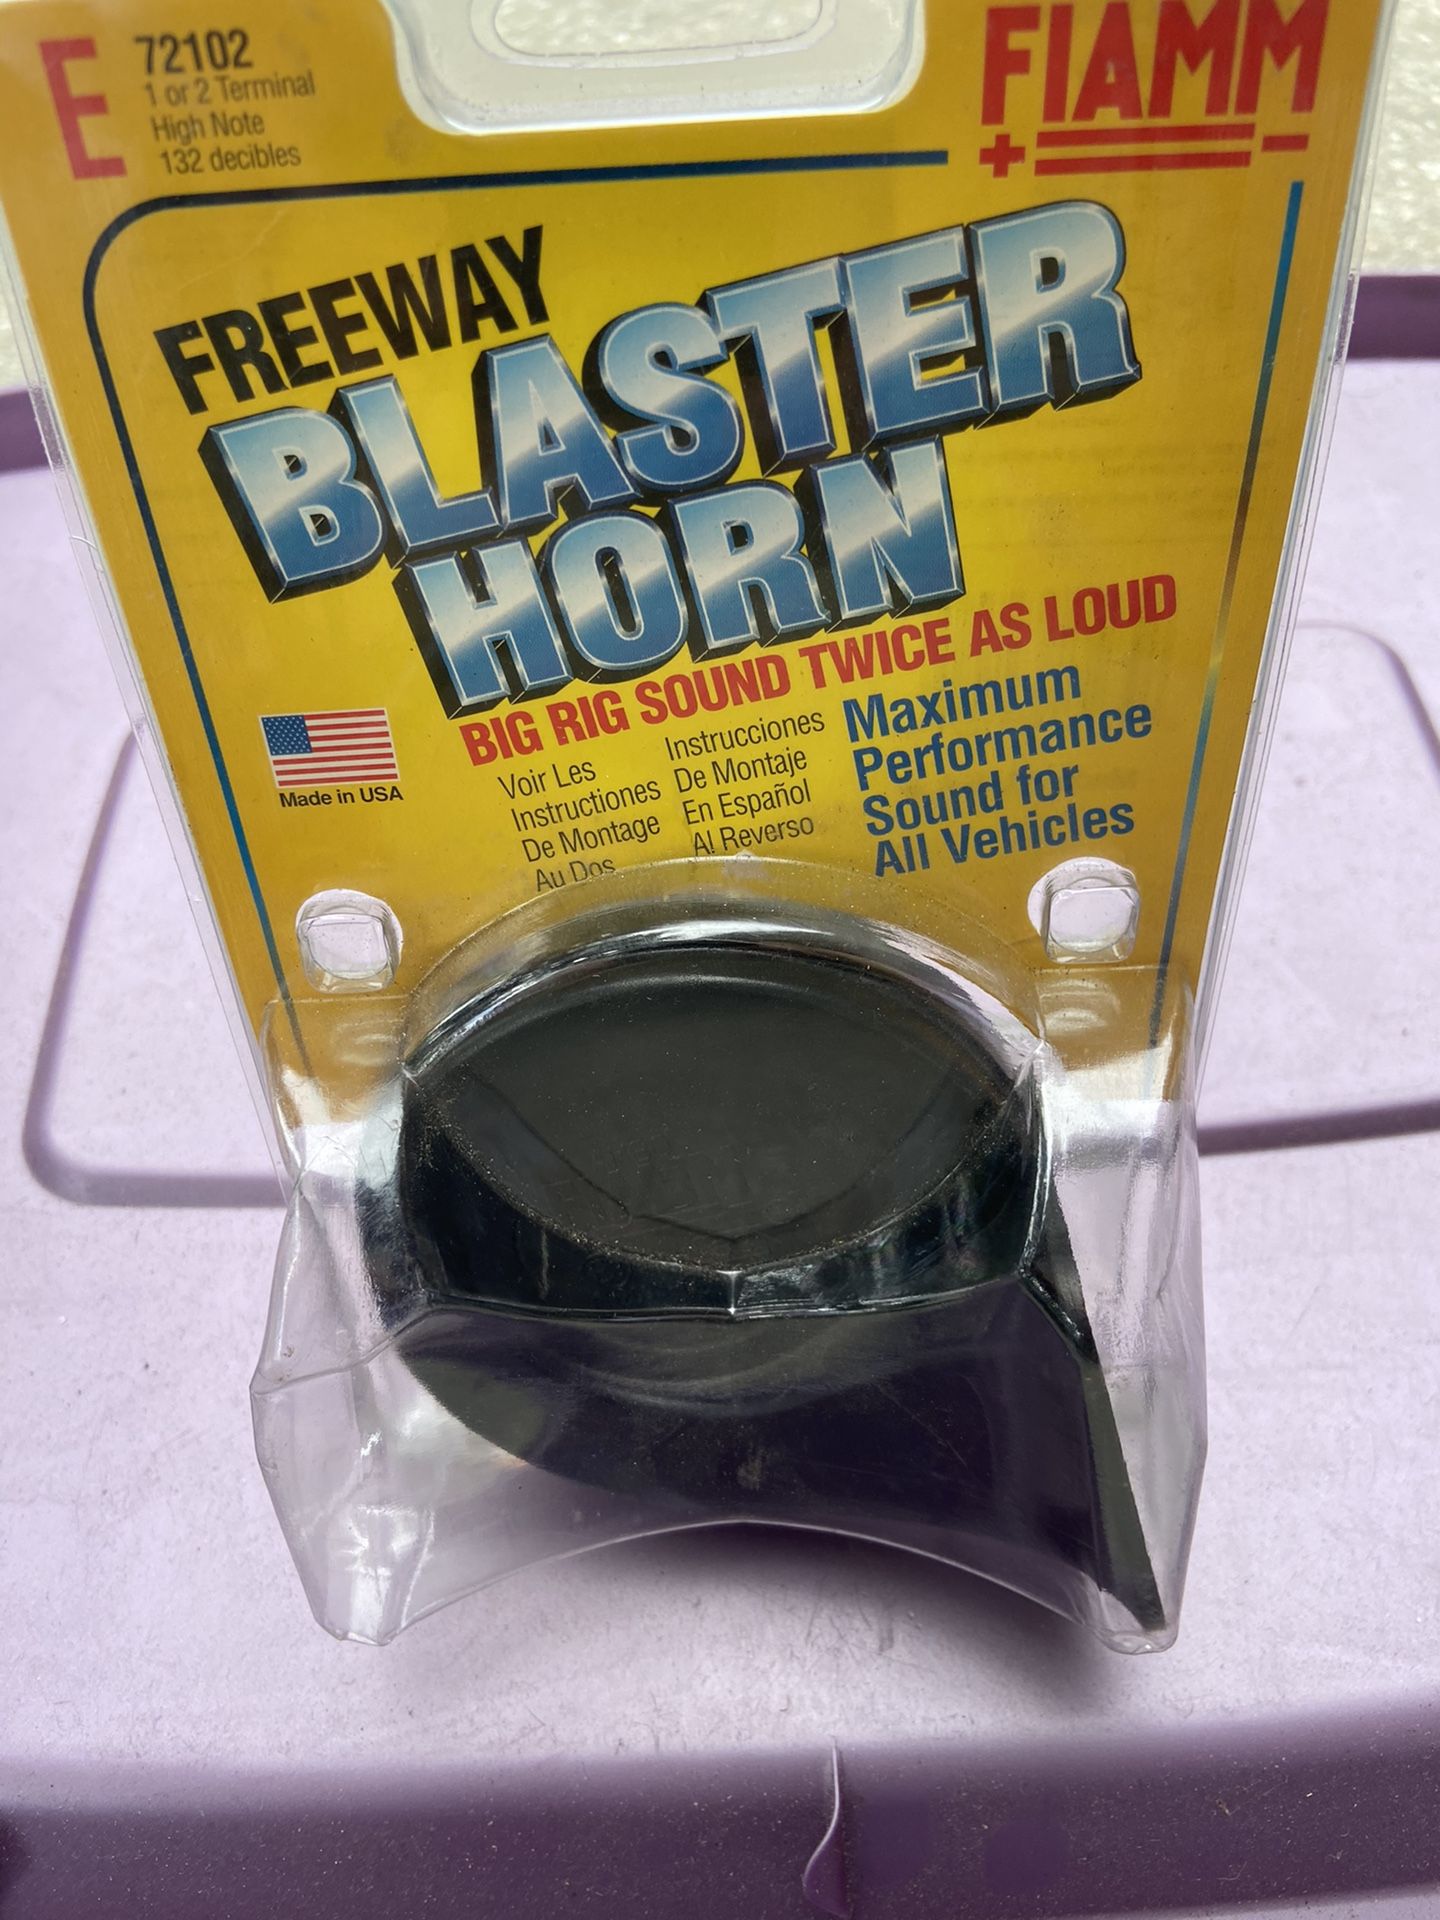 E
72102
1 or 2 Terminal
High Note
132 decibles
FIAMM
FREEWAY
BLASTER
HORN
BIG RIG SOUND TWICE AS LOUD
Made in USA
Voir Les
Instructiones
De Montage
Au Dos
Instrucciones
De Montaje
En Español
Al Reverso
Maximum
Performance
Sound for
All Vehicles